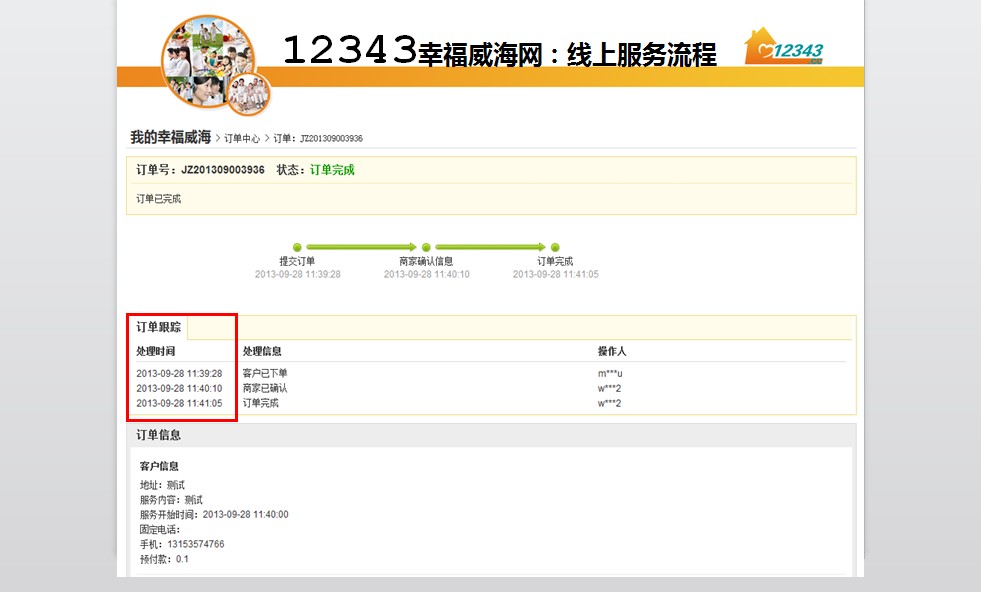 12343幸福威海网：线上服务流程
12343
我的幸福威海 > 订单中心 > 订单：JZ201309003936
订单号：JZ201309003936 状态：订单完成
订单已完成
提交订单 商家确认信息 订单完成
2013-09-28 11:39:28 2013-09-28 11:40:10 2013-09-28 11:41:05
订单跟踪
处理时间 处理信息 操作人
2013-09-28 11:39:28 客户已下单 m***u
2013-09-28 11:40:10 商家已确认 w***2
2013-09-28 11:41:05 订单完成 w***2
订单信息
客户信息
地址：测试
服务内容：测试
服务开始时间：2013-09-28 11:40:00
固定电话：
手机：13153574766
预付款：0.1